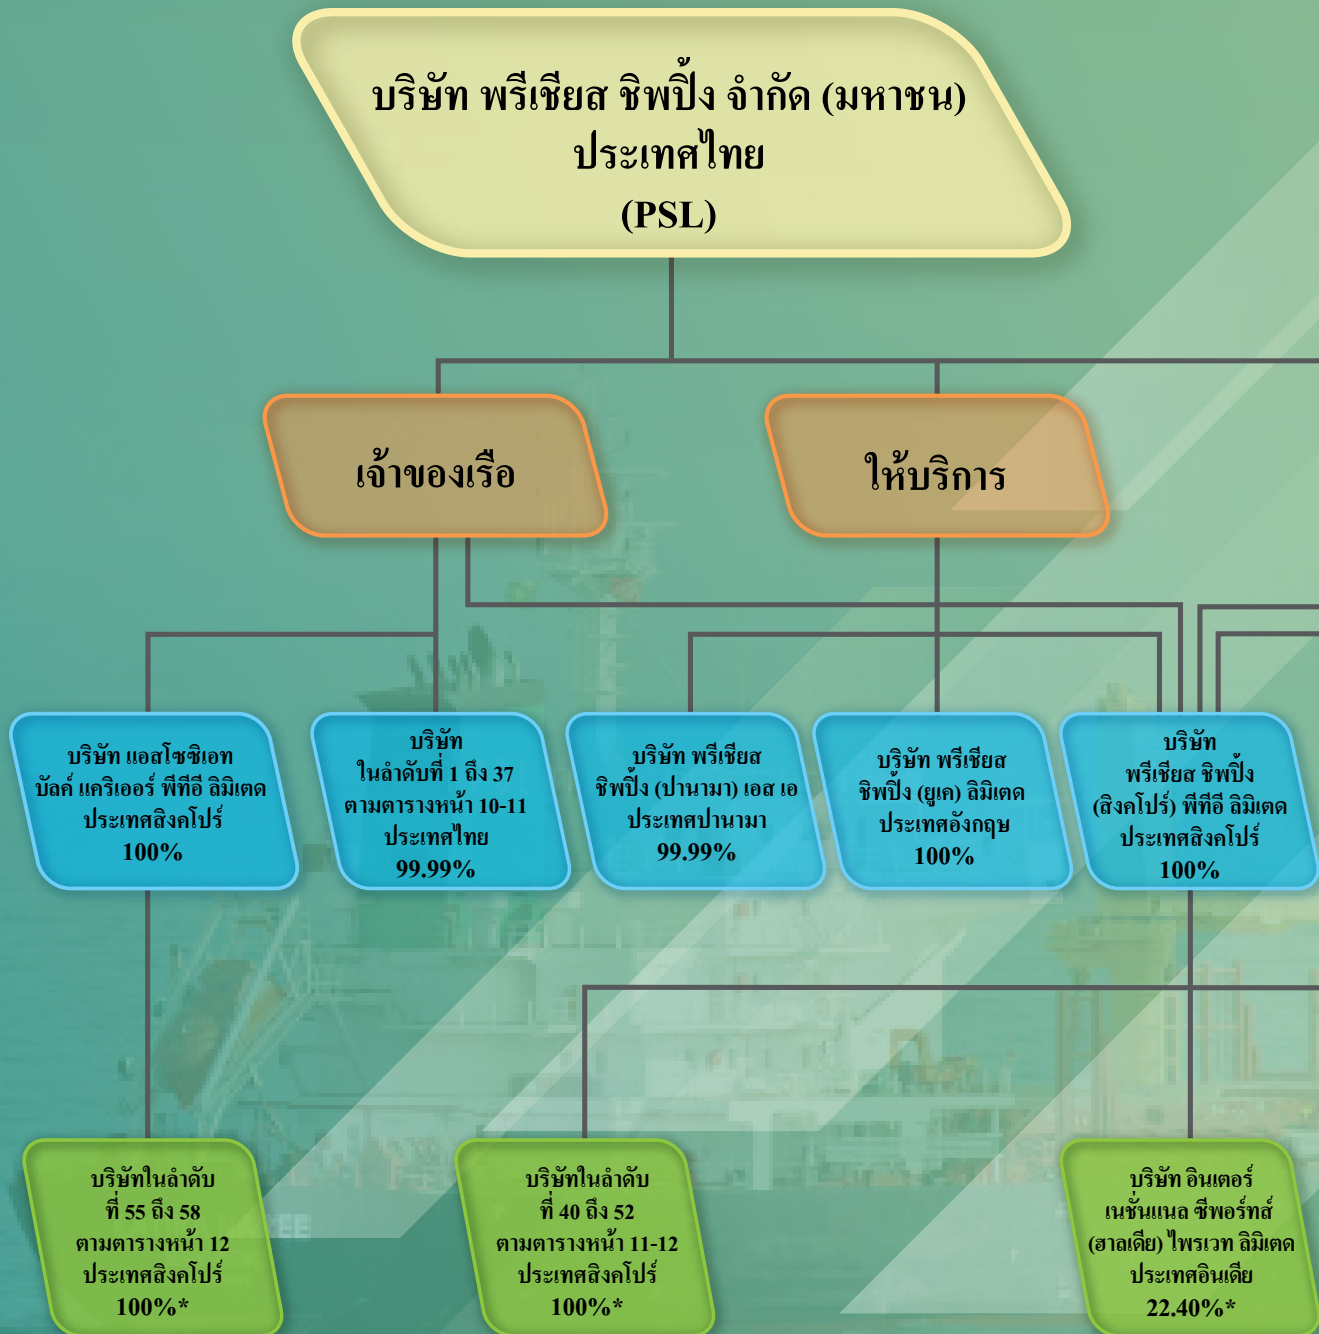 บริษัท พรีเชียส ชิพปิ้ง จำกัด (มหาชน)
ประเทศไทย
(PSL)
เจ้าของเรือ
ให้บริการ
บริษัท แอสโซซิเอท
บัลค์ แคริเออร์ พีทีอี ลิมิเตด
ประเทศสิงคโปร์
100%
บริษัท
ในลำดับที่ 1 ถึง 37
ตามตารางหน้า 10-11
ประเทศไทย
99.99%
บริษัท พรีเชียส
ชิพปิ้ง (ปานามา) เอส เอ
ประเทศปานามา
99.99%
บริษัท พรีเชียส
ชิพปิ้ง (ยูเค) ลิมิเตด
ประเทศอังกฤษ
100%
บริษัท
พรีเชียส ชิพปิ้ง
(สิงคโปร์) พีทีอี ลิมิเตด
ประเทศสิงคโปร์
100%
บริษัทในลำดับ
ที่ 55 ถึง 58
ตามตารางหน้า 12
ประเทศสิงคโปร์
100%*
บริษัทในลำดับ
ที่ 40 ถึง 52
ตามตารางหน้า 11-12
ประเทศสิงคโปร์
100%*
บริษัท อินเตอร์
เนชั่นแนล ซีพอร์ทส์
(ฮาลเดีย) ไพรเวท ลิมิเตด
ประเทศอินเดีย
22.40%*